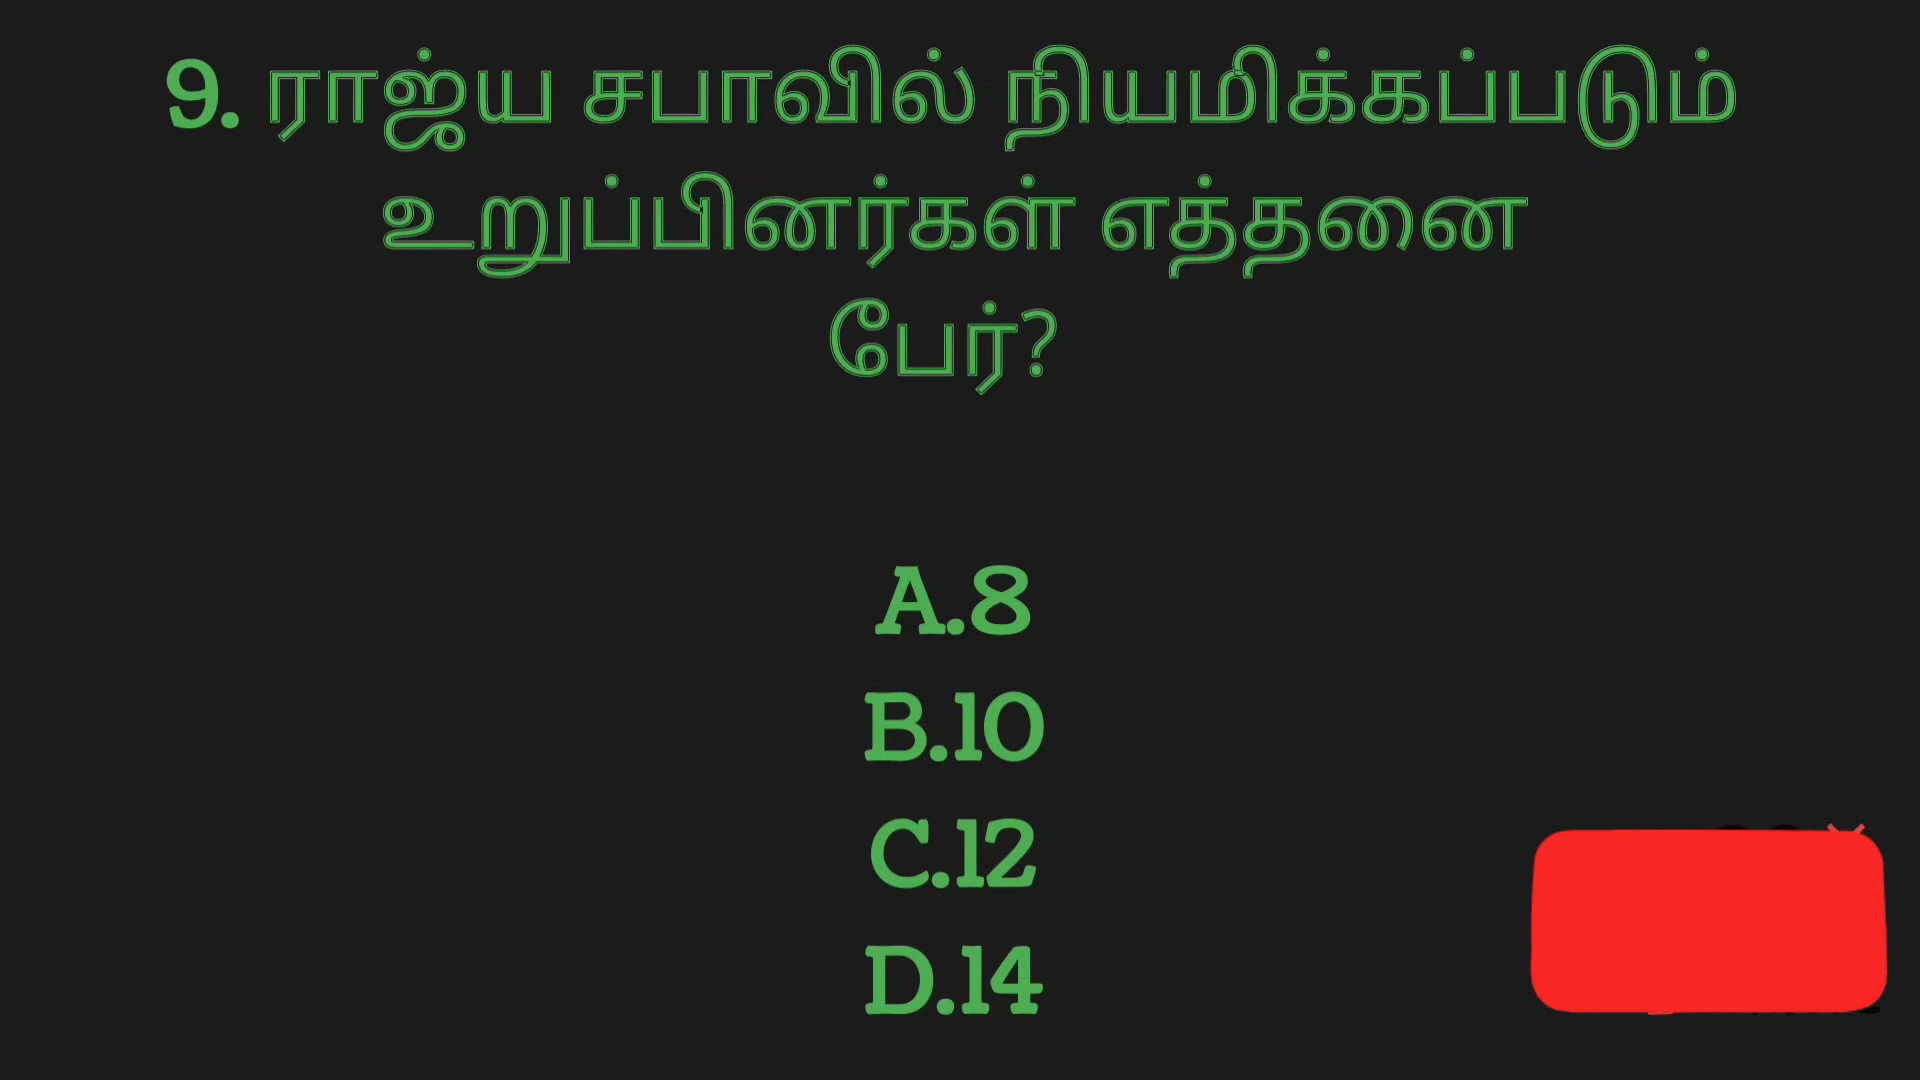 9. ராஜ்ய சபாவில் நியமிக்கப்படும்
உறுப்பினர்கள் எத்தனை
பேர்?
A.8
B.10
C.12
D.14